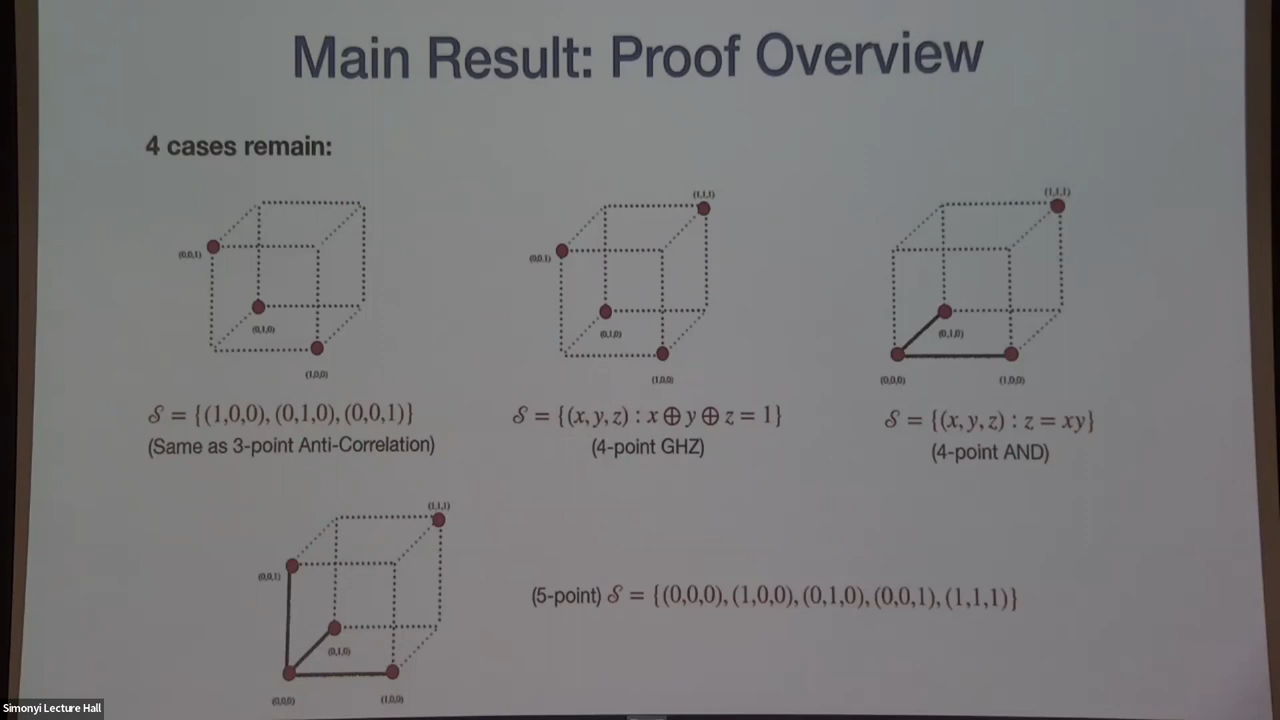 Main Result: Proof Overview
4 cases remain:
(0,0,1)
(0,1,0)
(1,0,0)
𝒮 = {(1,0,0), (0,1,0), (0,0,1)}
(Same as 3-point Anti-Correlation)
(1,1,1)
(0,0,1)
(0,1,0)
(1,0,0)
𝒮 = {(x, y, z) : x ⊕ y ⊕ z = 1}
(4-point GHZ)
(1,1,1)
(0,1,0)
(0,0,0)
(1,0,0)
𝒮 = {(x, y, z) : z = xy}
(4-point AND)
(1,1,1)
(0,0,1)
(0,1,0)
(0,0,0)
(1,0,0)
(5-point) 𝒮 = {(0,0,0), (1,0,0), (0,1,0), (0,0,1), (1,1,1)}
Simonyi Lecture Hall